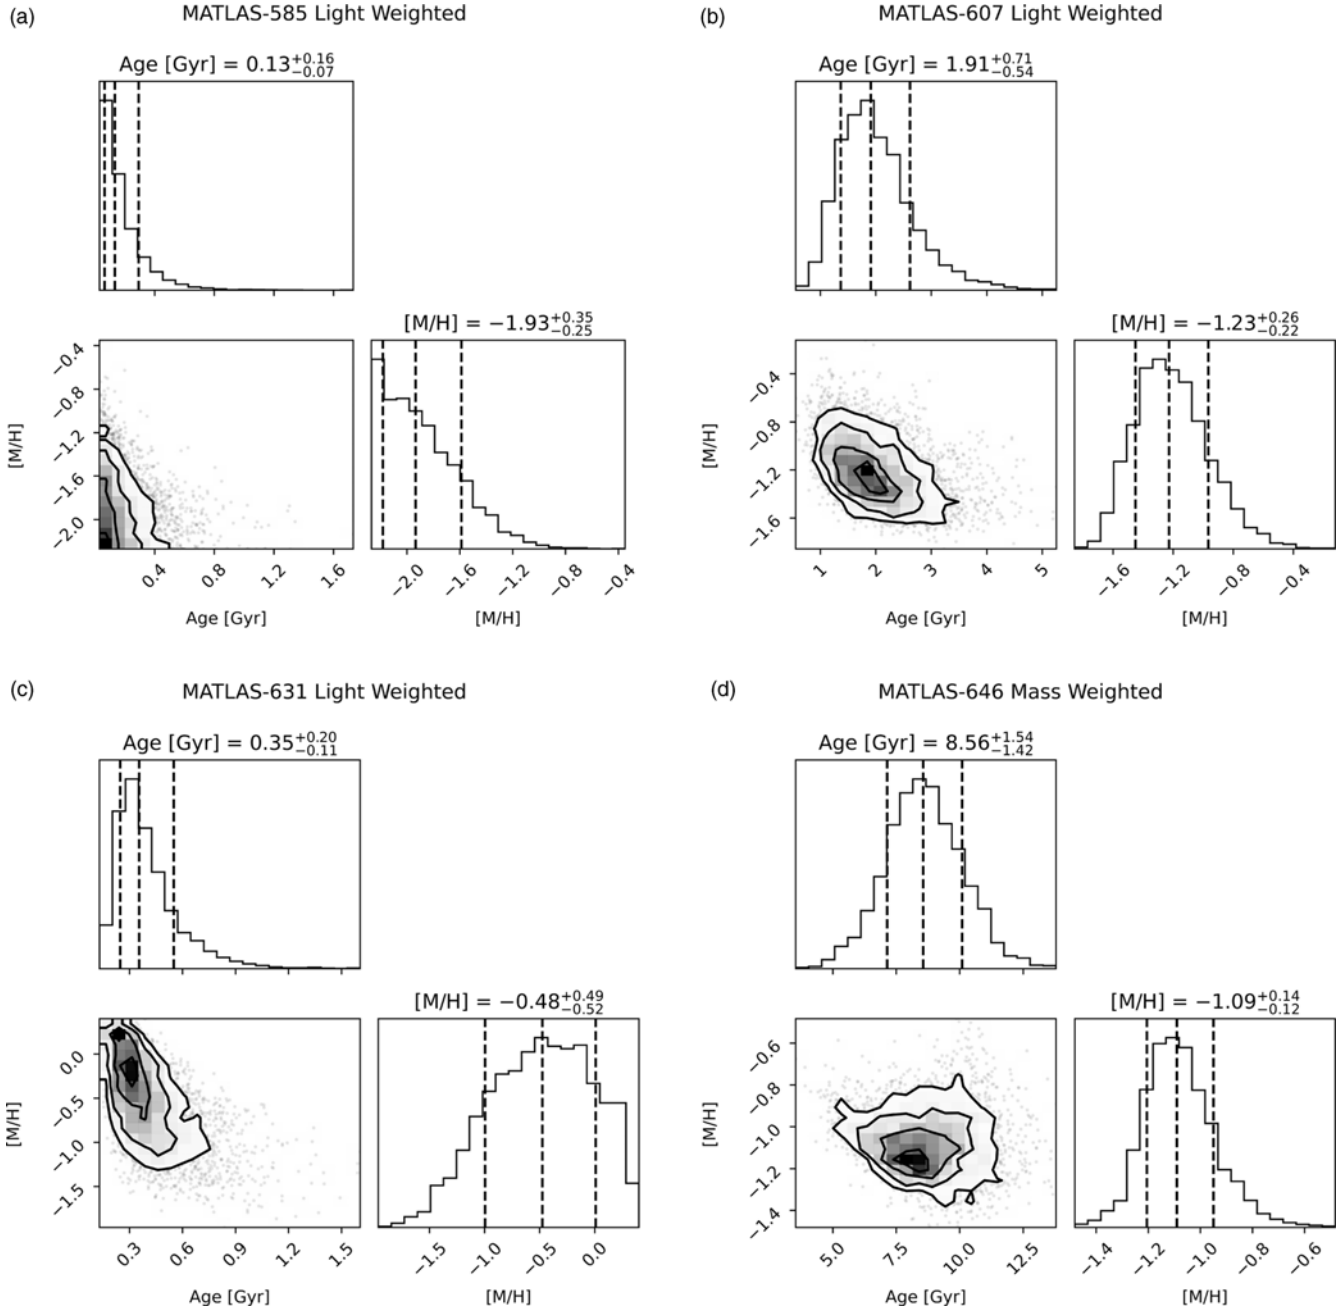 (a)
MATLAS-585 Light Weighted
Age [Gyr] = 0.13+0.16 −0.07
[M/H] = −1.93+0.35 −0.25
−0.4
−0.8
−1.2
−1.6
−2.0
[M/H]
0.4 0.8 1.2 1.6
Age [Gyr]
−2.0 −1.6 −1.2 −0.8 −0.4
[M/H]
(b)
MATLAS-607 Light Weighted
Age [Gyr] = 1.91+0.71 −0.54
[M/H] = −1.23+0.26 −0.22
−0.4
−0.8
−1.2
−1.6
[M/H]
1 2 3 4 5
Age [Gyr]
−1.6 −1.2 −0.8 −0.4
[M/H]
(c)
MATLAS-631 Light Weighted
Age [Gyr] = 0.35+0.20 −0.11
[M/H] = −0.48+0.49 −0.52
0.0
−0.5
−1.0
−1.5
[M/H]
0.3 0.6 0.9 1.2 1.5
Age [Gyr]
−1.5 −1.0 −0.5 0.0
[M/H]
(d)
MATLAS-646 Mass Weighted
Age [Gyr] = 8.56+1.54 −1.42
[M/H] = −1.09+0.14 −0.12
−0.6
−0.8
−1.0
−1.2
−1.4
[M/H]
5.0 7.5 10.0 12.5
Age [Gyr]
−1.4 −1.2 −1.0 −0.8 −0.6
[M/H]